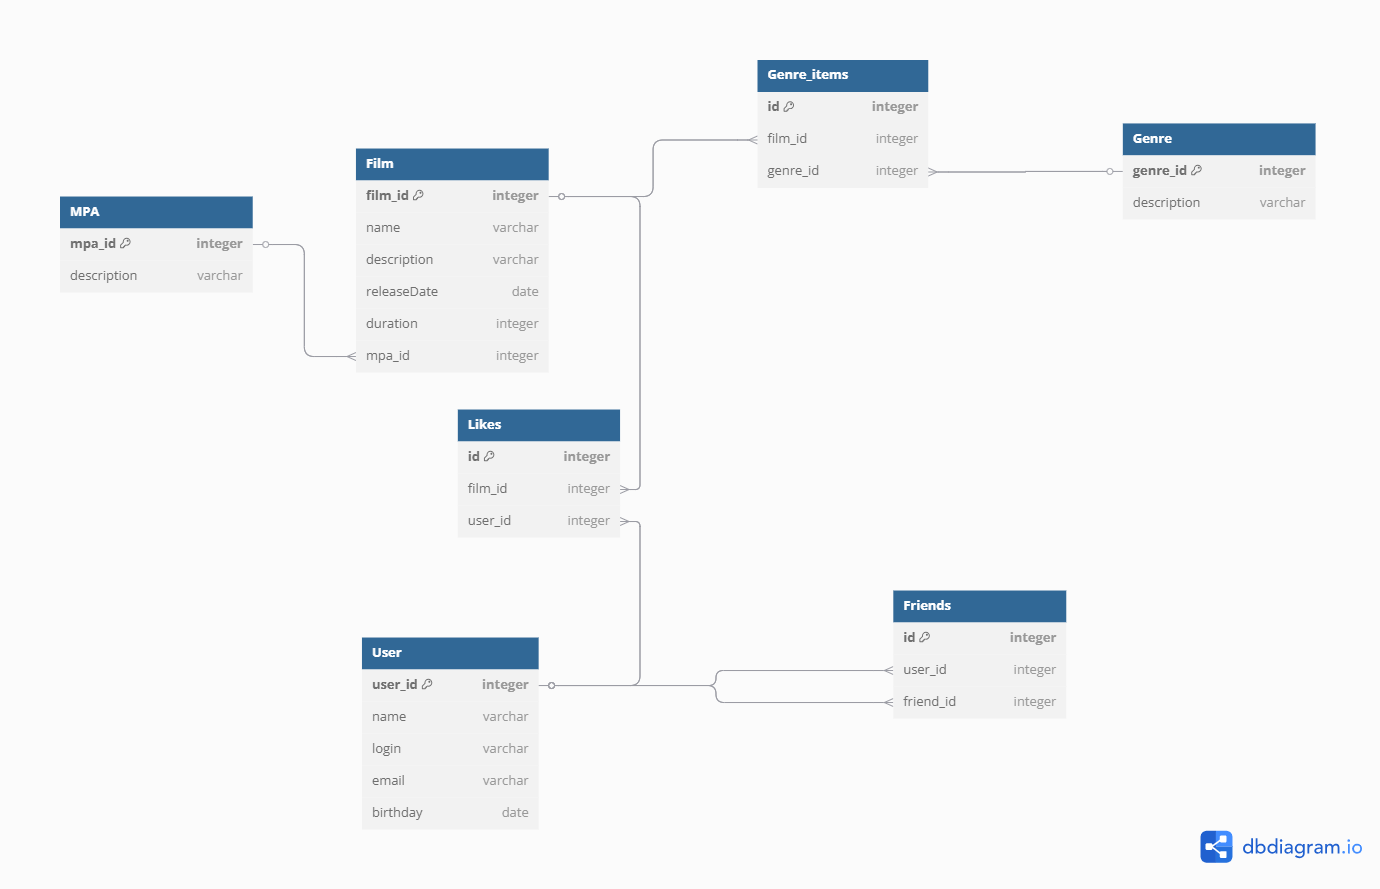 MPA
mpa_id integer
description varchar
Film
film_id integer
name varchar
description varchar
releaseDate date
duration integer
mpa_id integer
Genre_items
id integer
film_id integer
genre_id integer
Genre
genre_id integer
description varchar
Likes
id integer
film_id integer
user_id integer
User
user_id integer
name varchar
login varchar
email varchar
birthday date
Friends
id integer
user_id integer
friend_id integer
dbdiagram.io